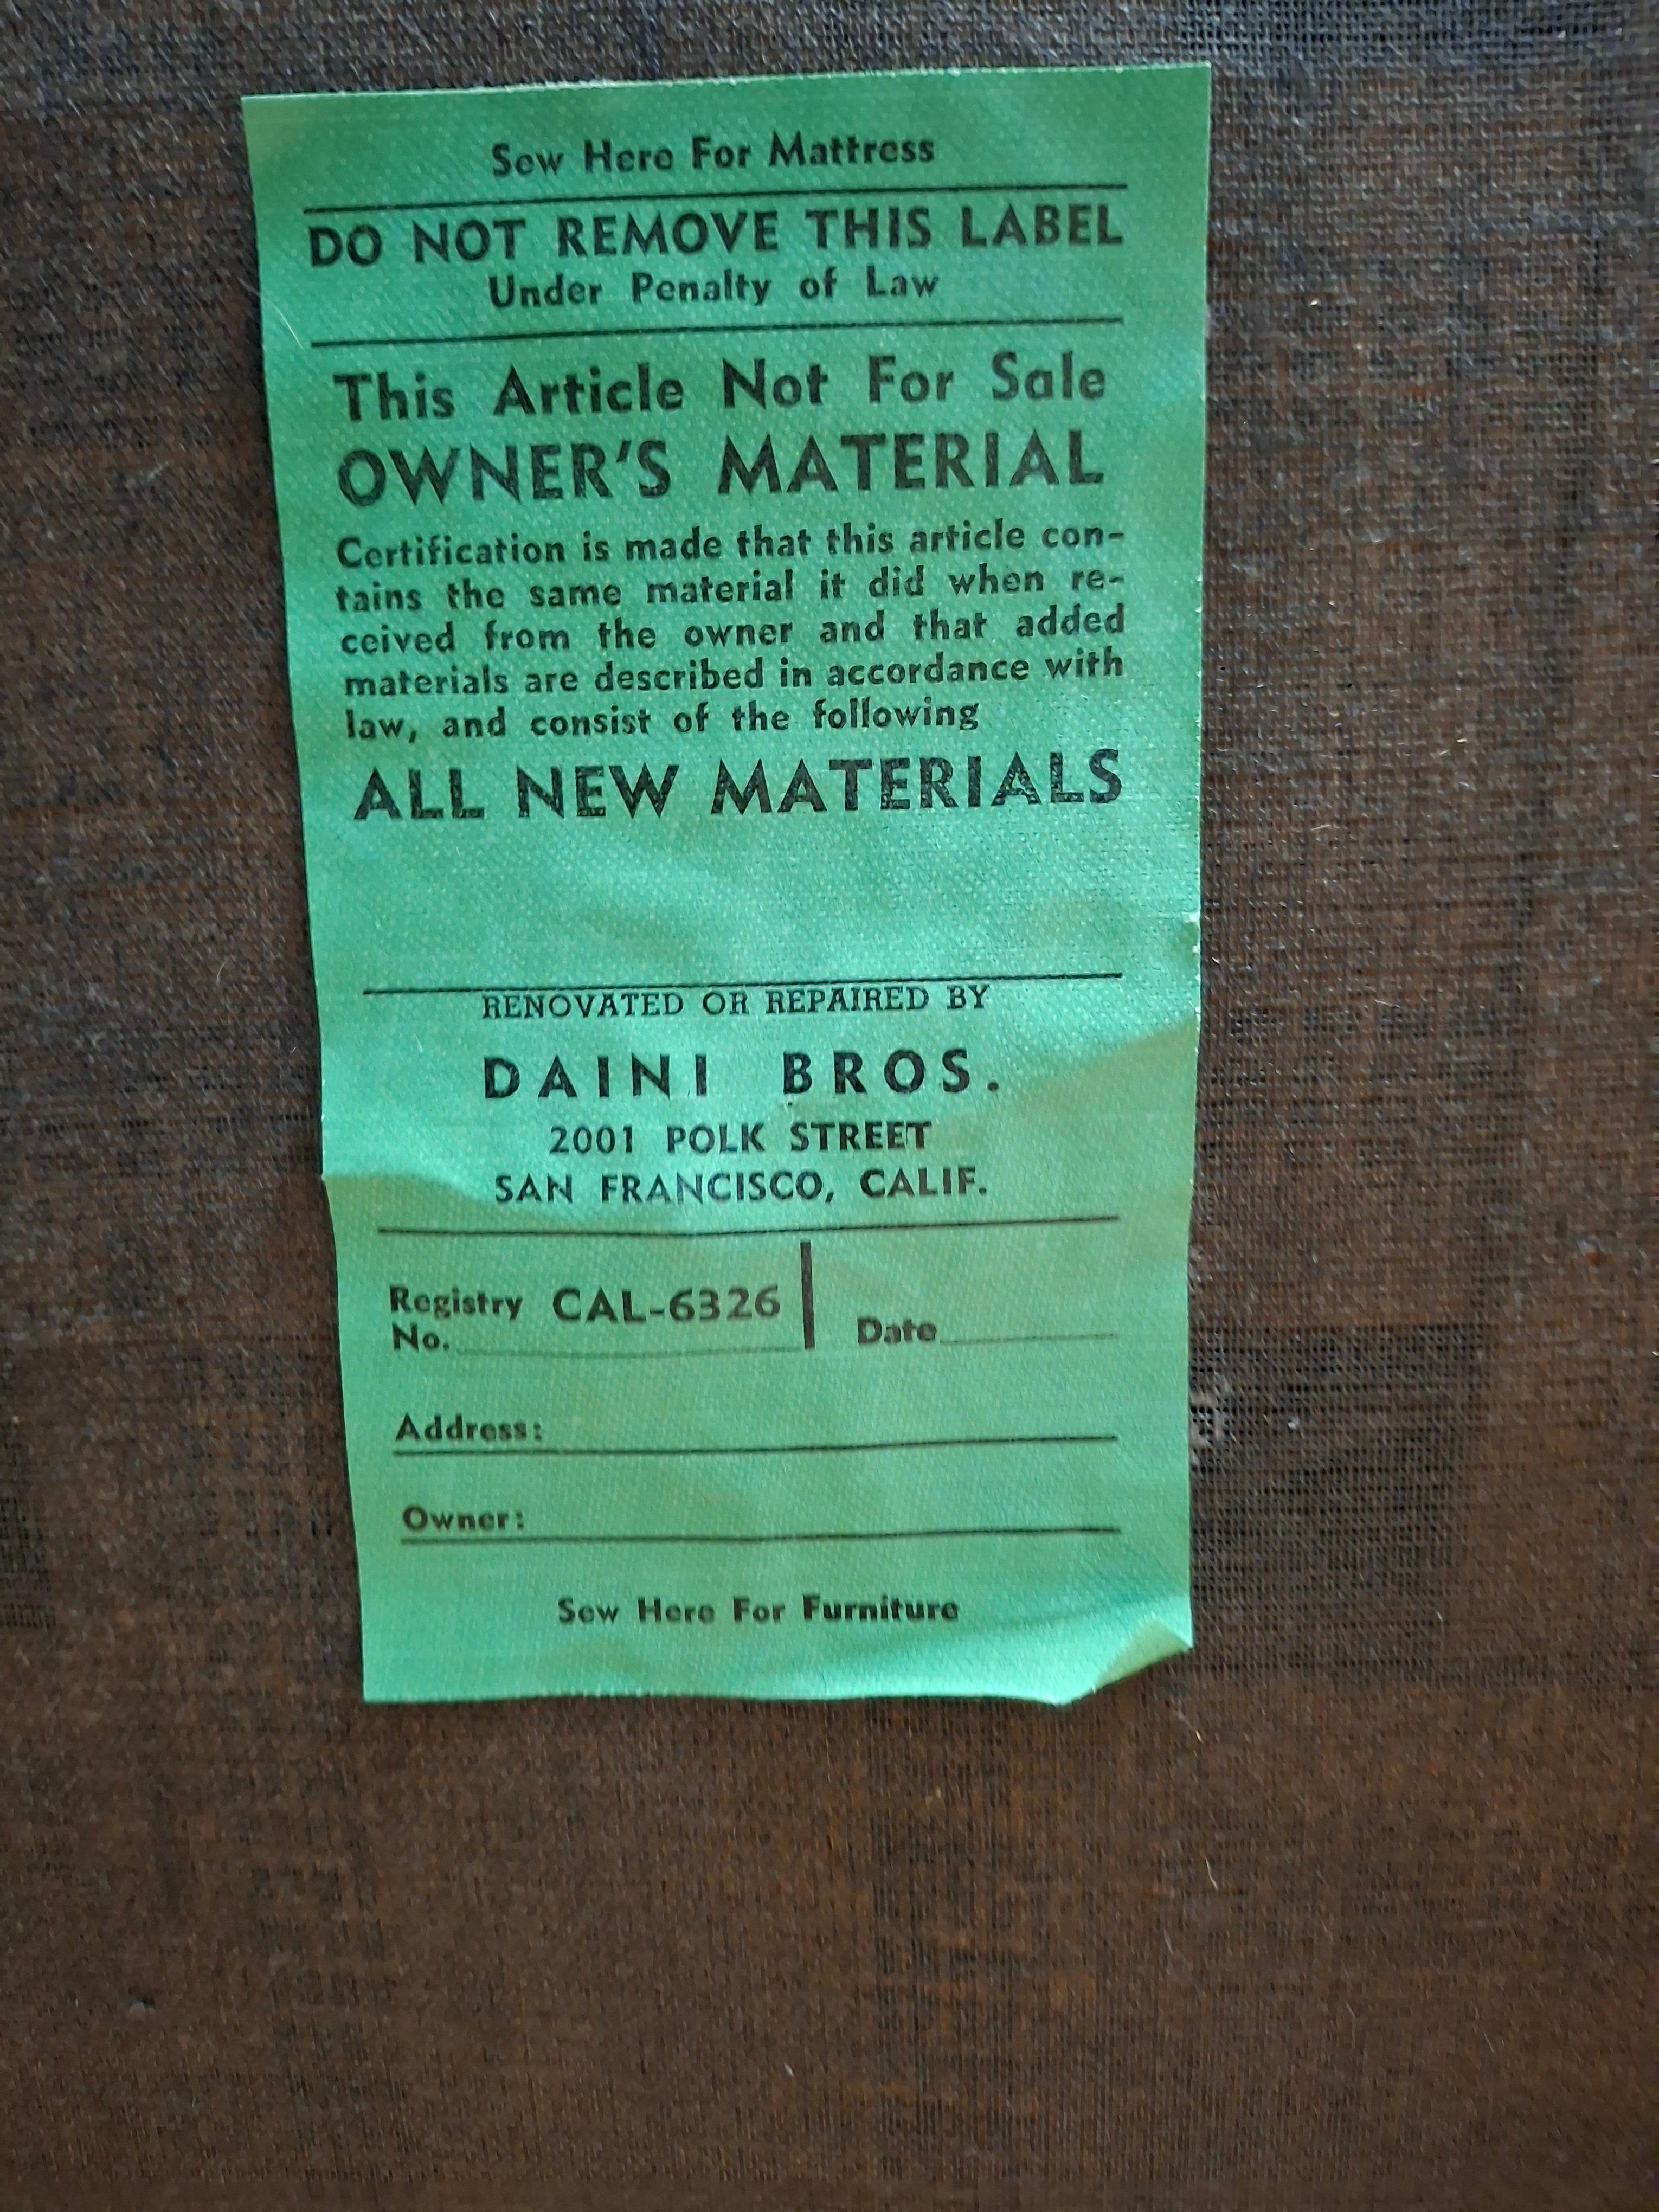 Sew Here For Mattress
DO NOT REMOVE THIS LABEL
Under Penalty of Law
This Article Not For Sale
OWNER'S MATERIAL
Certification is made that this article con-
tains the same material it did when re-
ceived from the owner and that added
materials are described in accordance with
law, and consist of the following
ALL NEW MATERIALS
RENOVATED OR REPAIRED BY
DAINI BROS.
2001 POLK STREET
SAN FRANCISCO, CALIF.
Registry No. CAL-6326 Date
Address:
Owner:
Sew Here For Furniture